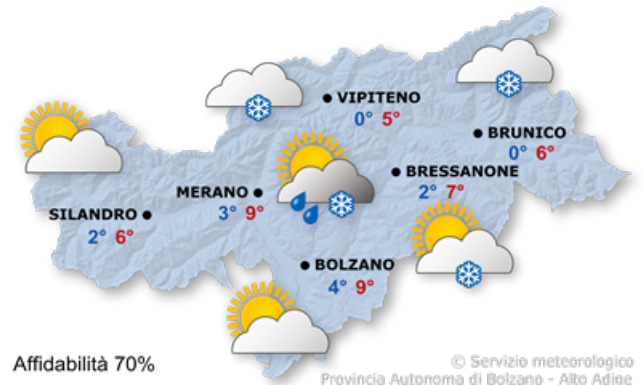 VIPITENO
0° 5°
BRUNICO
0° 6°
BRESSANONE
2° 7°
MERANO
3° 9°
SILANDRO
2° 6°
BOLZANO
4° 9°
Affidabilità 70%
© Servizio meteorologico
Provincia Autonoma di Bolzano - Alto Adige